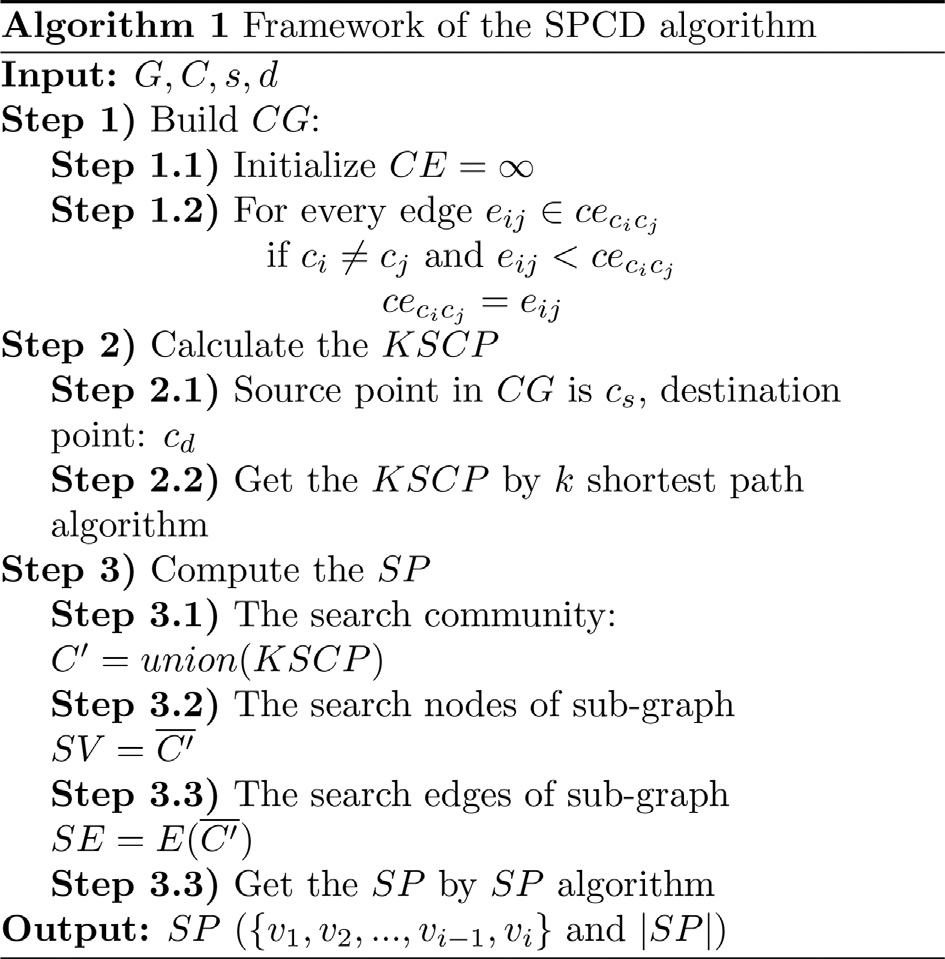 Algorithm 1 Framework of the SPCD algorithm
Input: G, C, s, d
Step 1) Build CG:
Step 1.1) Initialize CE = ∞
Step 1.2) For every edge e_{ij} ∈ ce_{c_i c_j}
if c_i ≠ c_j and e_{ij} < ce_{c_i c_j}
ce_{c_i c_j} = e_{ij}
Step 2) Calculate the KSCP
Step 2.1) Source point in CG is c_s, destination
point: c_d
Step 2.2) Get the KSCP by k shortest path
algorithm
Step 3) Compute the SP
Step 3.1) The search community:
C′ = union(KSCP)
Step 3.2) The search nodes of sub-graph
SV = \overline{C′}
Step 3.3) The search edges of sub-graph
SE = E(\overline{C′})
Step 3.3) Get the SP by SP algorithm
Output: SP ({v_1, v_2, ..., v_{i−1}, v_i} and |SP|)